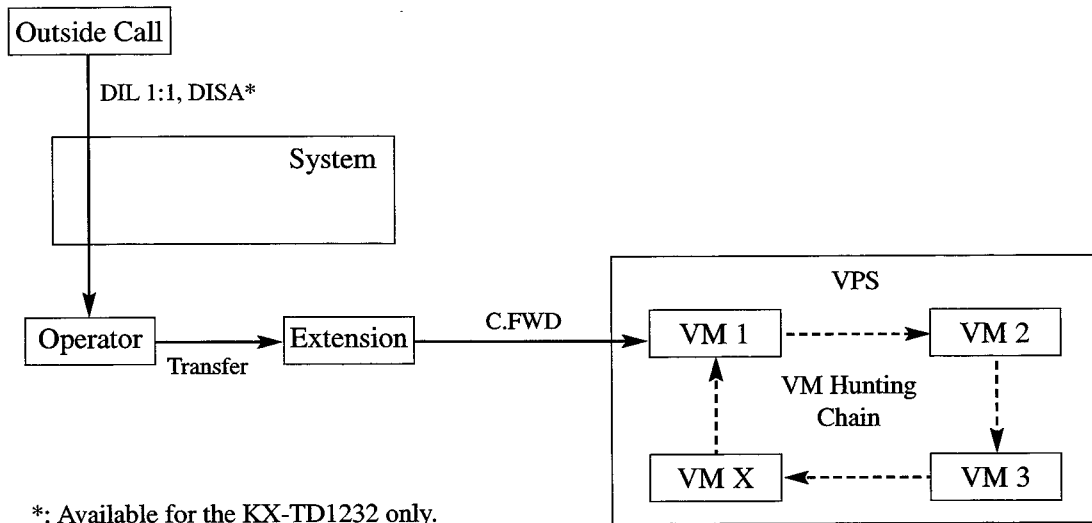 Outside Call
DIL 1:1, DISA*
System
VPS
Operator
Transfer
Extension
C.FWD
VM 1
VM 2
VM Hunting
Chain
VM X
VM 3
*: Available for the KX-TD1232 only.